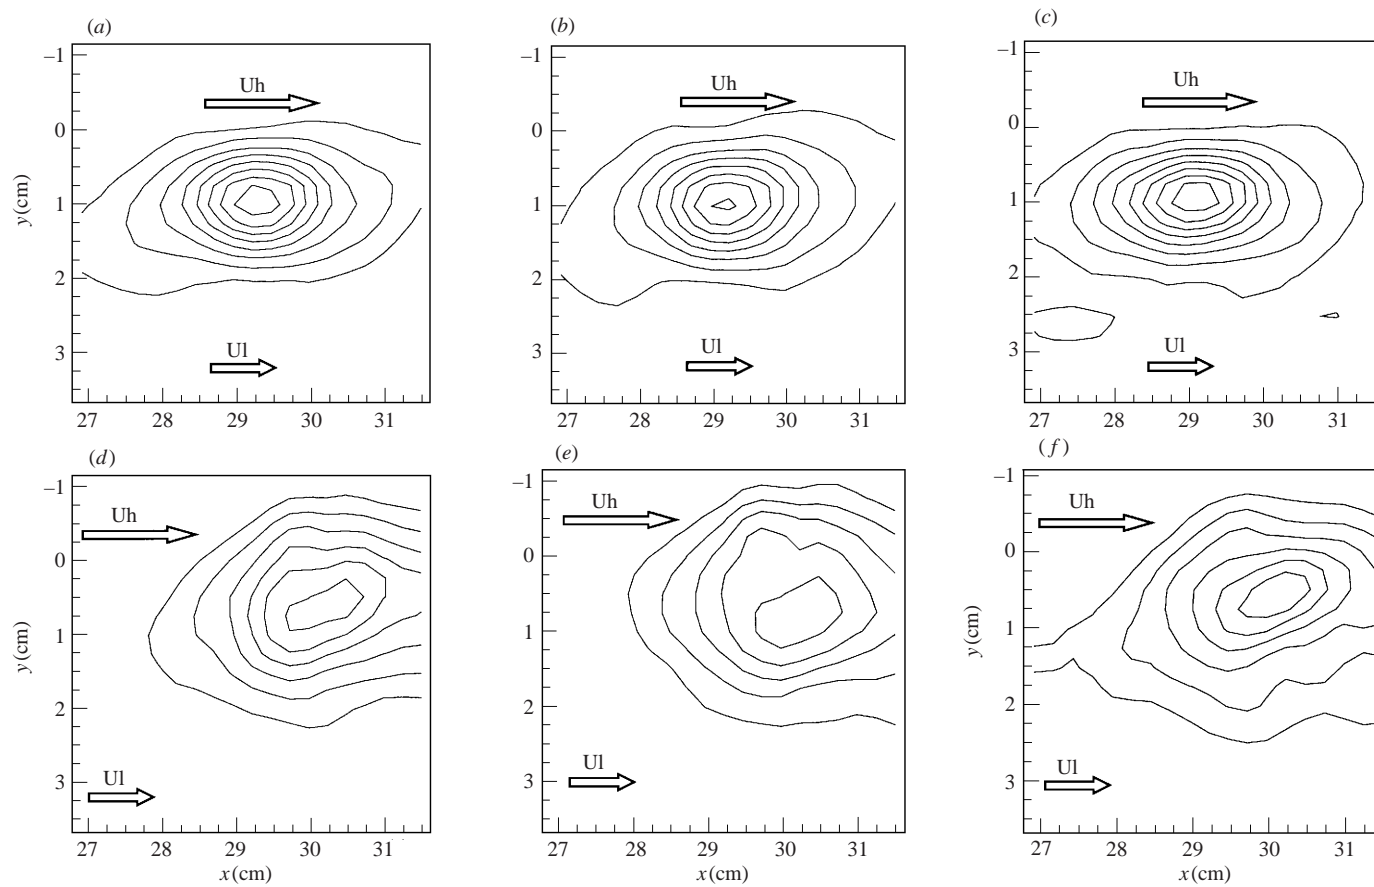 (a) (b) (c)
–1 –1 –1
Uh Uh Uh
0 0 0
y (cm) 1 1 1
2 2 2
Ul Ul Ul
3 3 3
27 28 29 30 31 27 28 29 30 31 27 28 29 30 31
(d) (e) (f)
–1 –1 –1
Uh Uh Uh
0 0 0
y (cm) 1 1 y (cm) 1
2 2 2
Ul Ul Ul
3 3 3
27 28 29 30 31 27 28 29 30 31 27 28 29 30 31
x (cm) x (cm) x (cm)